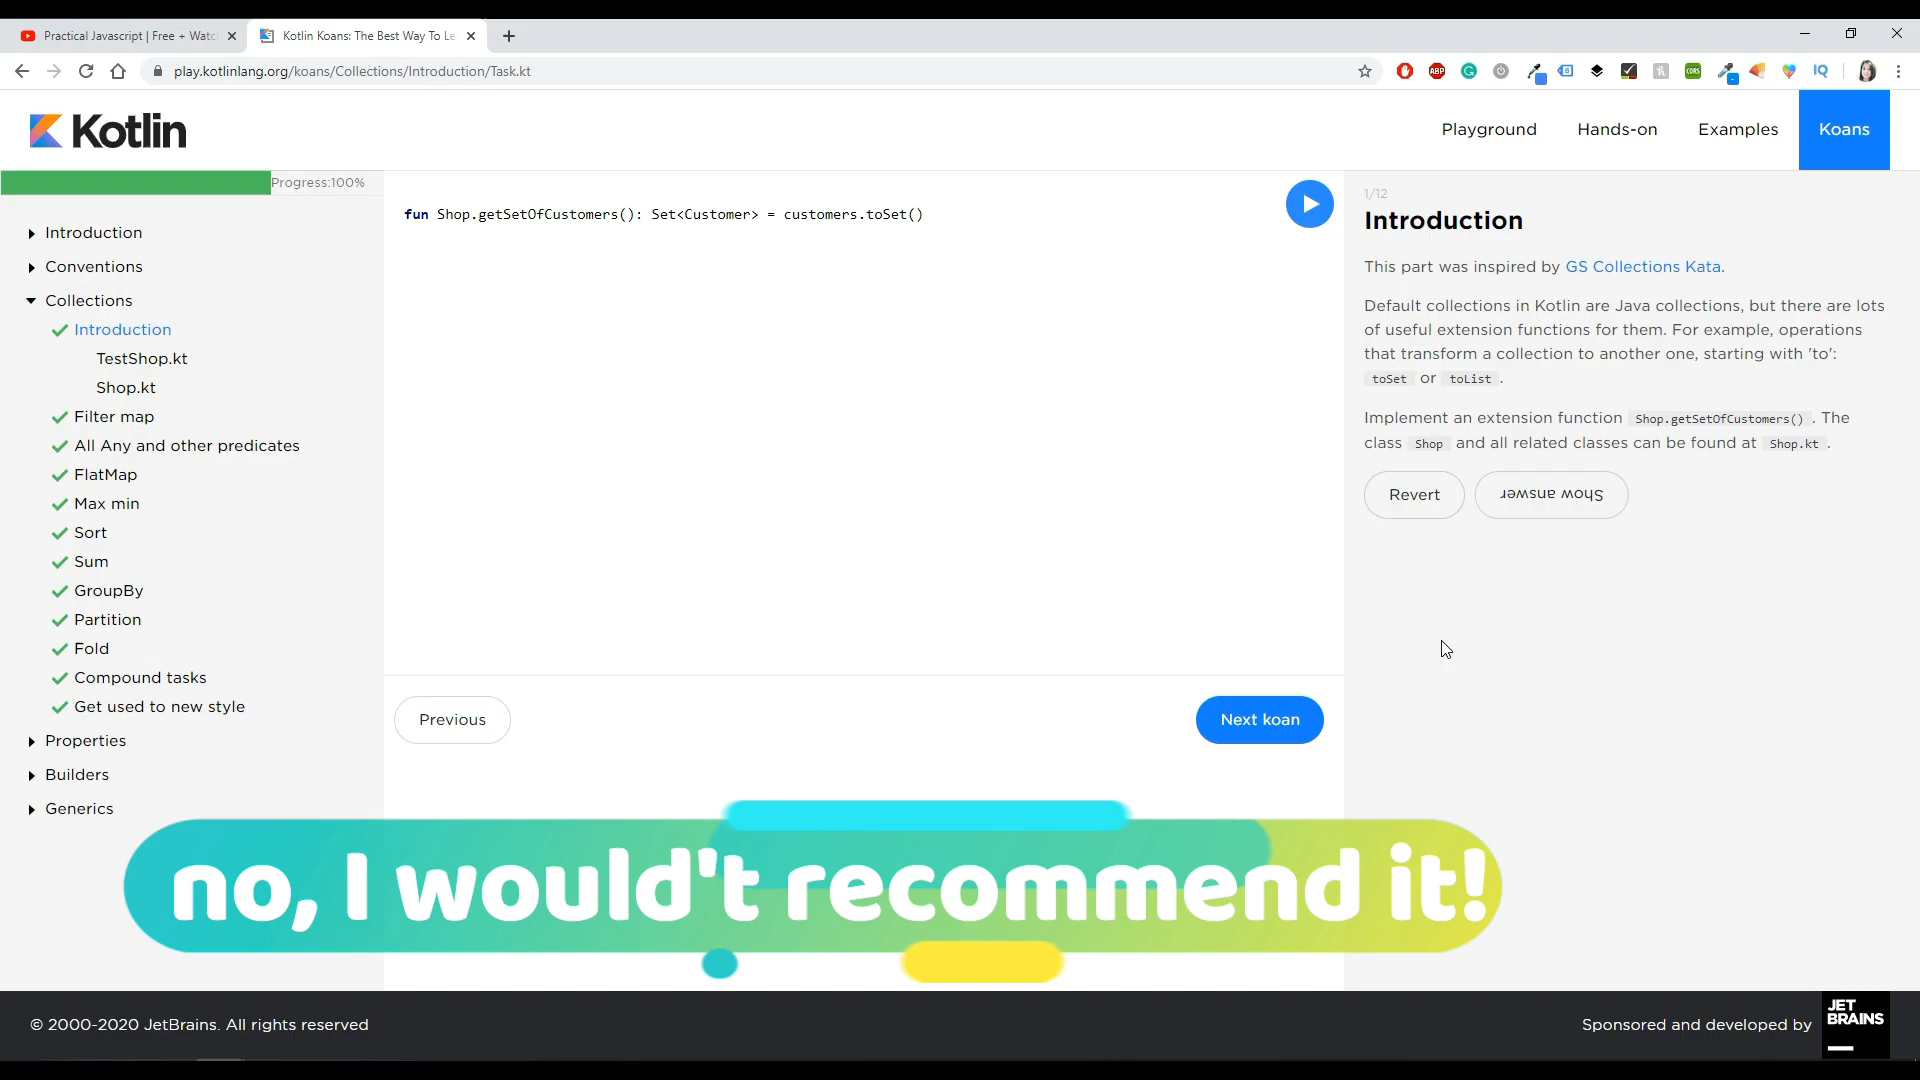 Practical Javascript | Free + Watc
Kotlin Koans: The Best Way To Le
play.kotlinlang.org/koans/Collections/Introduction/Task.kt
ABP
CORS
IQ
Kotlin
Playground
Hands-on
Examples
Koans
Progress:100%
Introduction
Conventions
Collections
Introduction
TestShop.kt
Shop.kt
Filter map
All Any and other predicates
FlatMap
Max min
Sort
Sum
GroupBy
Partition
Fold
Compound tasks
Get used to new style
Properties
Builders
Generics
fun Shop.getSetOfCustomers(): Set<Customer> = customers.toSet()
Previous
Next koan
1/12
Introduction
This part was inspired by GS Collections Kata.
Default collections in Kotlin are Java collections, but there are lots
of useful extension functions for them. For example, operations
that transform a collection to another one, starting with 'to':
toSet or toList .
Implement an extension function Shop.getSetOfCustomers() . The
class Shop and all related classes can be found at Shop.kt .
Revert
Show answer
no, I would't recommend it!
© 2000-2020 JetBrains. All rights reserved
Sponsored and developed by
JET
BRAINS